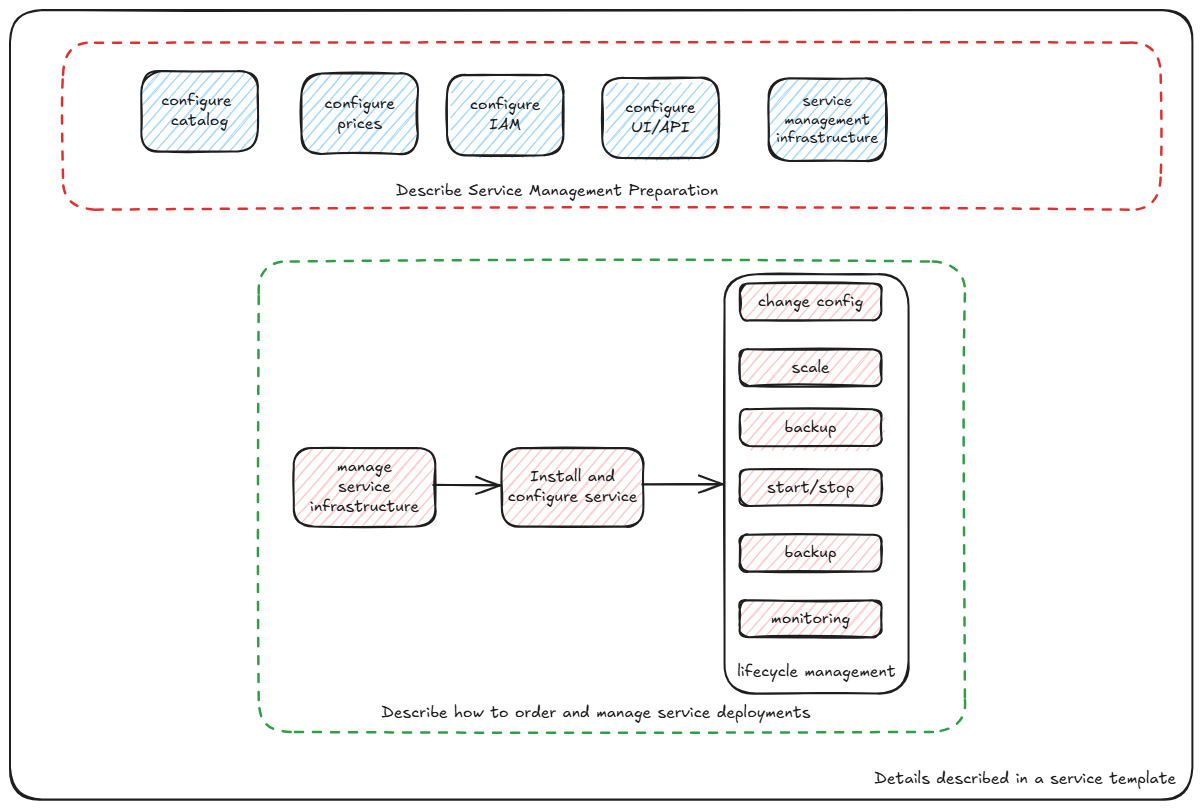 configure
catalog
configure
prices
configure
IAM
configure
UI/API
service
management
infrastructure
Describe Service Management Preparation
change config
scale
backup
manage
service
infrastructure
Install and
configure service
start/stop
backup
monitoring
lifecycle management
Describe how to order and manage service deployments
Details described in a service template